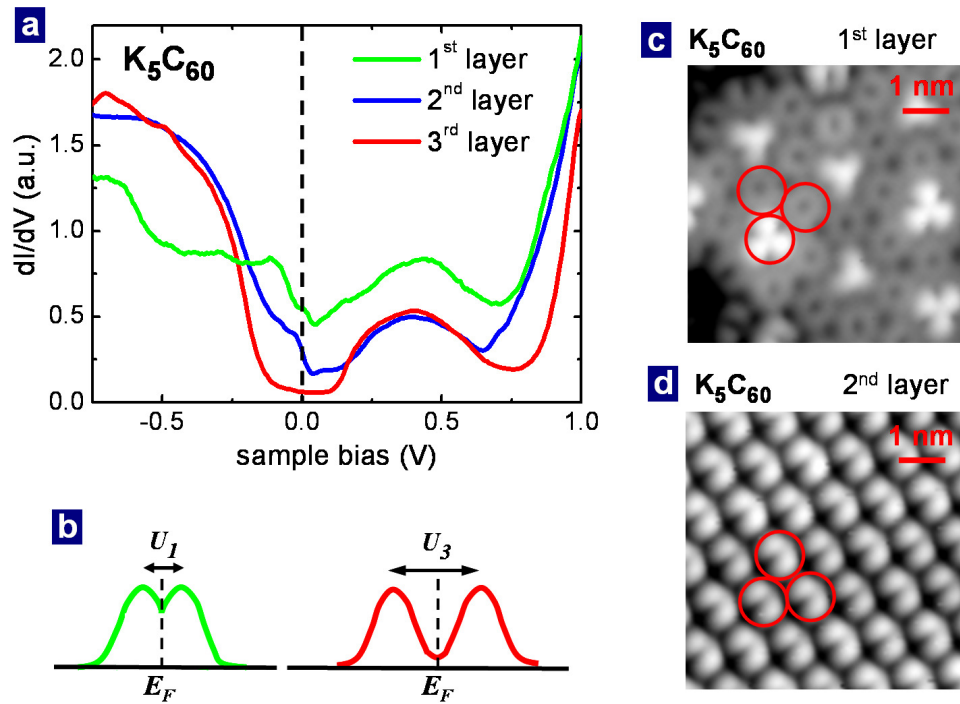 a
K₅C₆₀
1ˢᵗ layer
2ⁿᵈ layer
3ʳᵈ layer
2.0
1.5
1.0
0.5
0.0
dI/dV (a.u.)
-0.5 0.0 0.5 1.0
sample bias (V)
b
U₁
E_F
U₃
E_F
c K₅C₆₀ 1ˢᵗ layer
1 nm
d K₅C₆₀ 2ⁿᵈ layer
1 nm